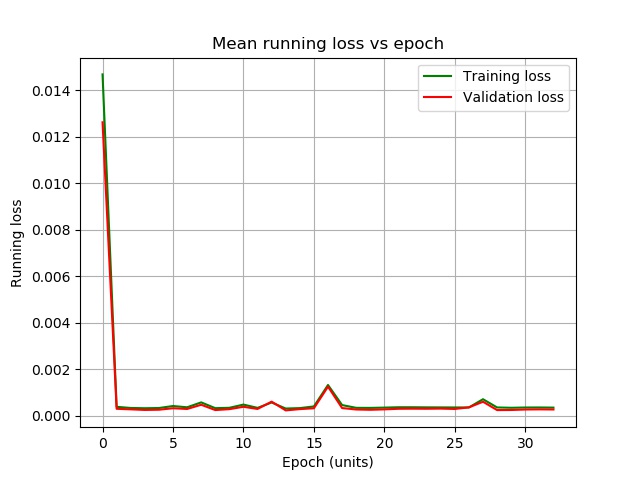 Mean running loss vs epoch
Training loss
Validation loss
0.014
0.012
0.010
0.008
0.006
0.004
0.002
0.000
Running loss
0 5 10 15 20 25 30
Epoch (units)